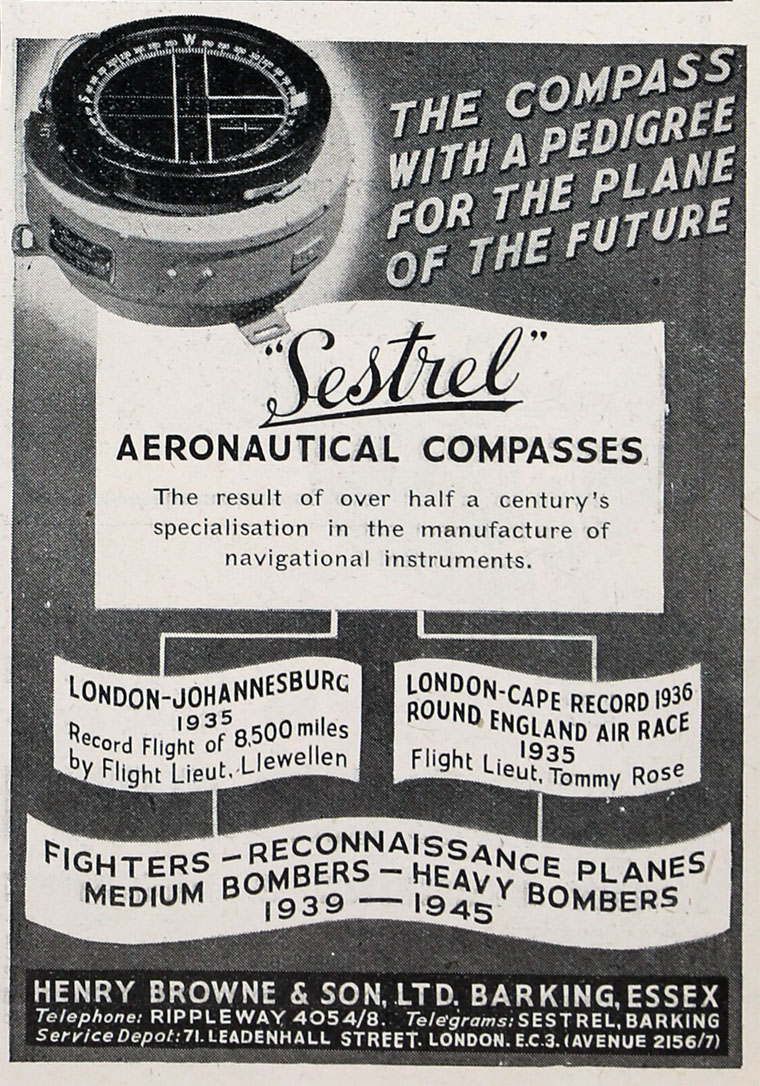 W
THE COMPASS
WITH A PEDIGREE
FOR THE PLANE
OF THE FUTURE
"Sestrel"
AERONAUTICAL COMPASSES
The result of over half a century's
specialisation in the manufacture of
navigational instruments.
LONDON-JOHANNESBURG
1935
Record Flight of 8,500 miles
by Flight Lieut. Llewellen
LONDON-CAPE RECORD 1936
ROUND ENGLAND AIR RACE
1935
Flight Lieut. Tommy Rose
FIGHTERS – RECONNAISSANCE PLANES
MEDIUM BOMBERS – HEAVY BOMBERS
1939 — 1945
HENRY BROWNE & SON, LTD. BARKING, ESSEX
Telephone: RIPPLEWAY 4054/8. Telegrams: SESTREL, BARKING
Service Depot: 71. LEADENHALL STREET. LONDON. E.C.3. (AVENUE 2156/7)